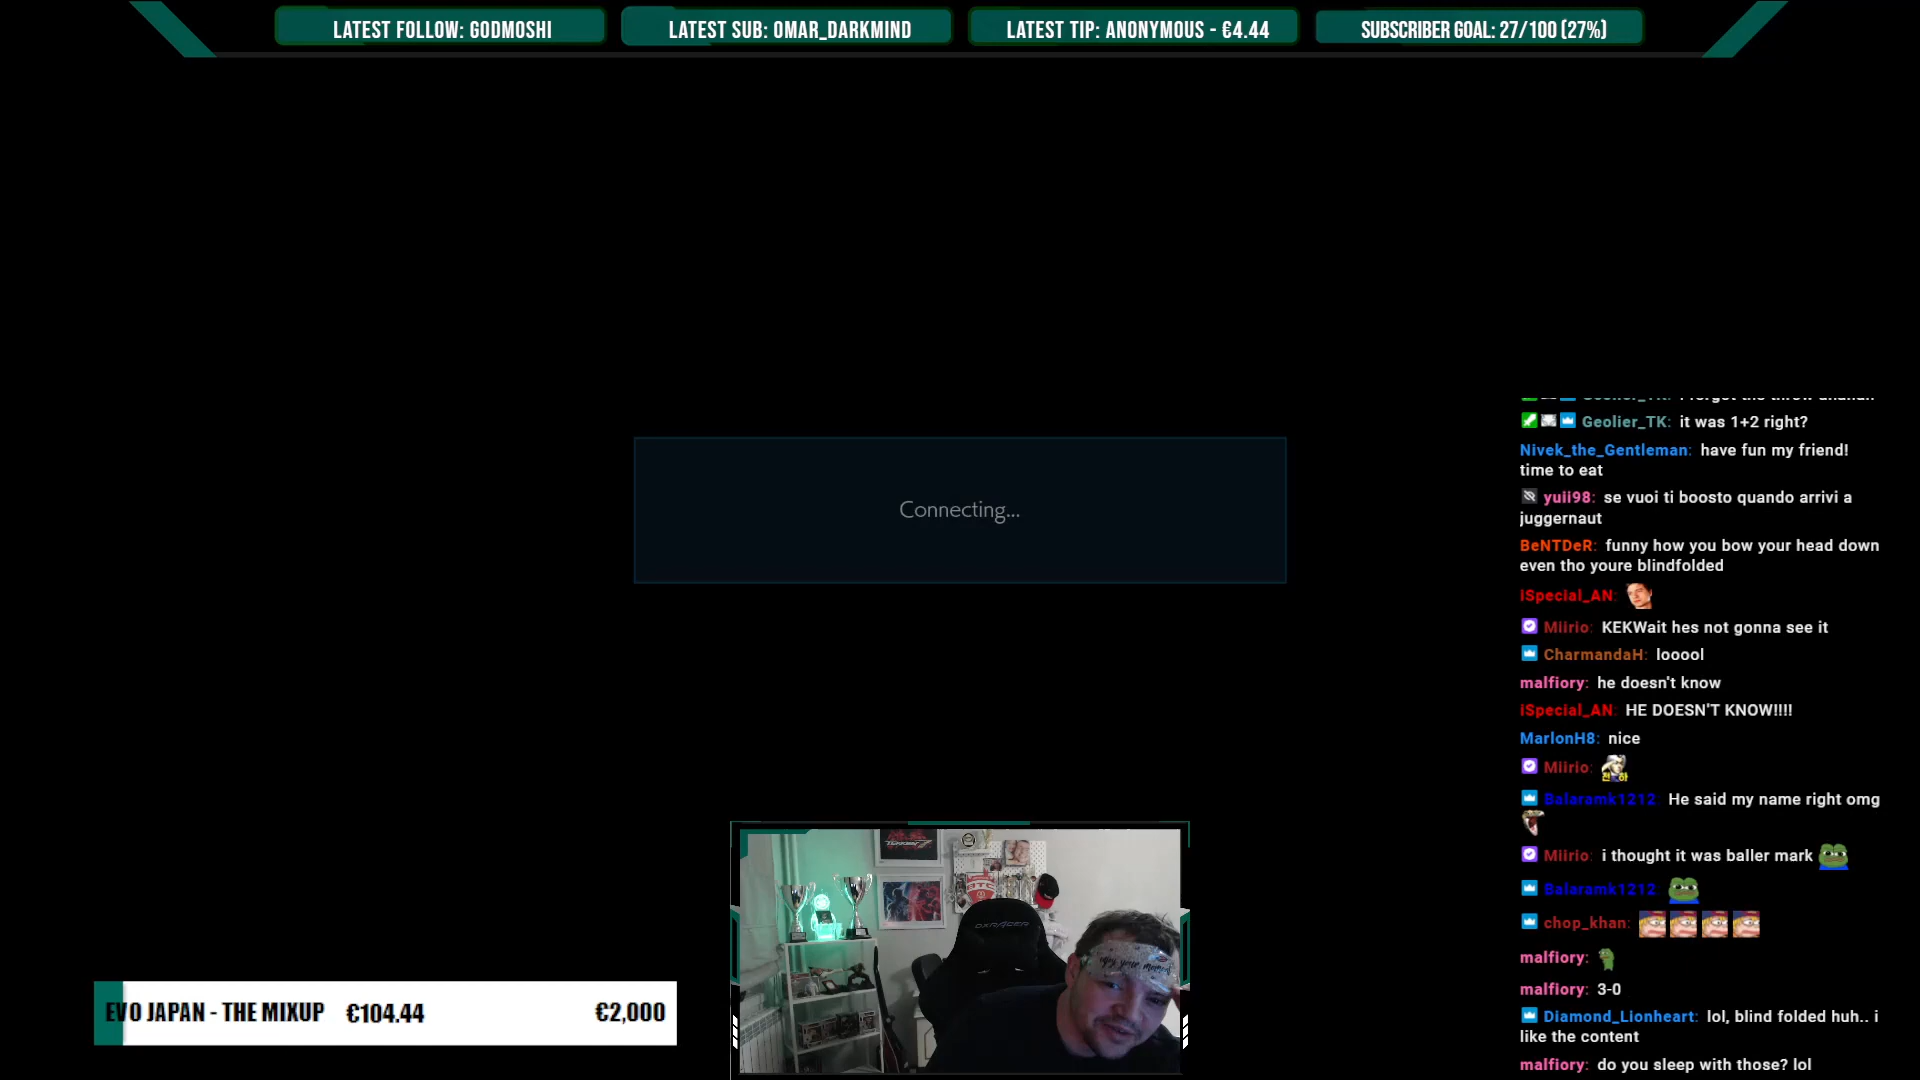 LATEST FOLLOW: GODMOSHI
LATEST SUB: OMAR_DARKMIND
LATEST TIP: ANONYMOUS - €4.44
SUBSCRIBER GOAL: 27/100 (27%)
Connecting...
Geolier_TK: it was 1+2 right?
Nivek_the_Gentleman: have fun my friend!
time to eat
yuii98: se vuoi ti boosto quando arrivi a
juggernaut
BeNTDeR: funny how you bow your head down
even tho youre blindfolded
iSpecial_AN:
Miirio: KEKWait hes not gonna see it
CharmandaH: looool
malfiory: he doesn't know
iSpecial_AN: HE DOESN'T KNOW!!!!
MarlonH8: nice
Miirio:
Balaramk1212: He said my name right omg
Miirio: i thought it was baller mark
Balaramk1212:
chop_khan:
malfiory:
malfiory: 3-0
Diamond_Lionheart: lol, blind folded huh.. i
like the content
malfiory: do you sleep with those? lol
EVO JAPAN - THE MIXUP €104.44 €2,000
DXRACER
enjoy your moment